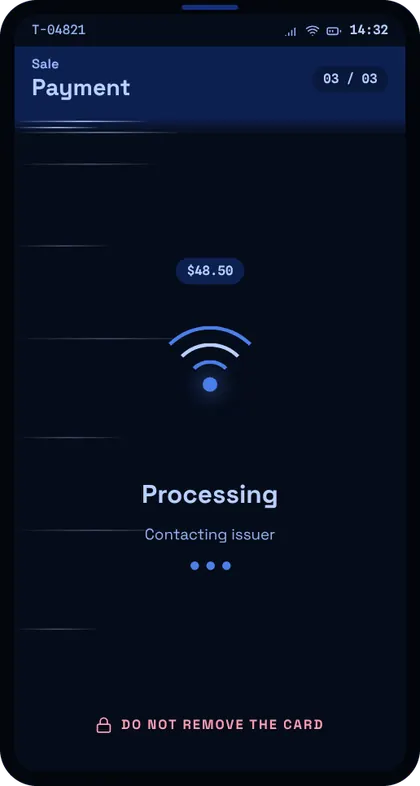 T-04821
14:32
Sale
Payment
03 / 03
$48.50
Processing
Contacting issuer
DO NOT REMOVE THE CARD